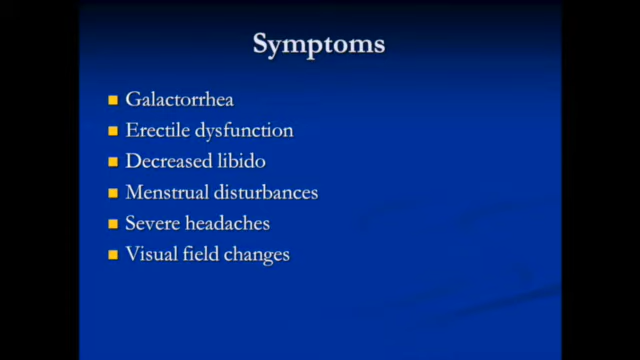 Symptoms
Galactorrhea
Erectile dysfunction
Decreased libido
Menstrual disturbances
Severe headaches
Visual field changes